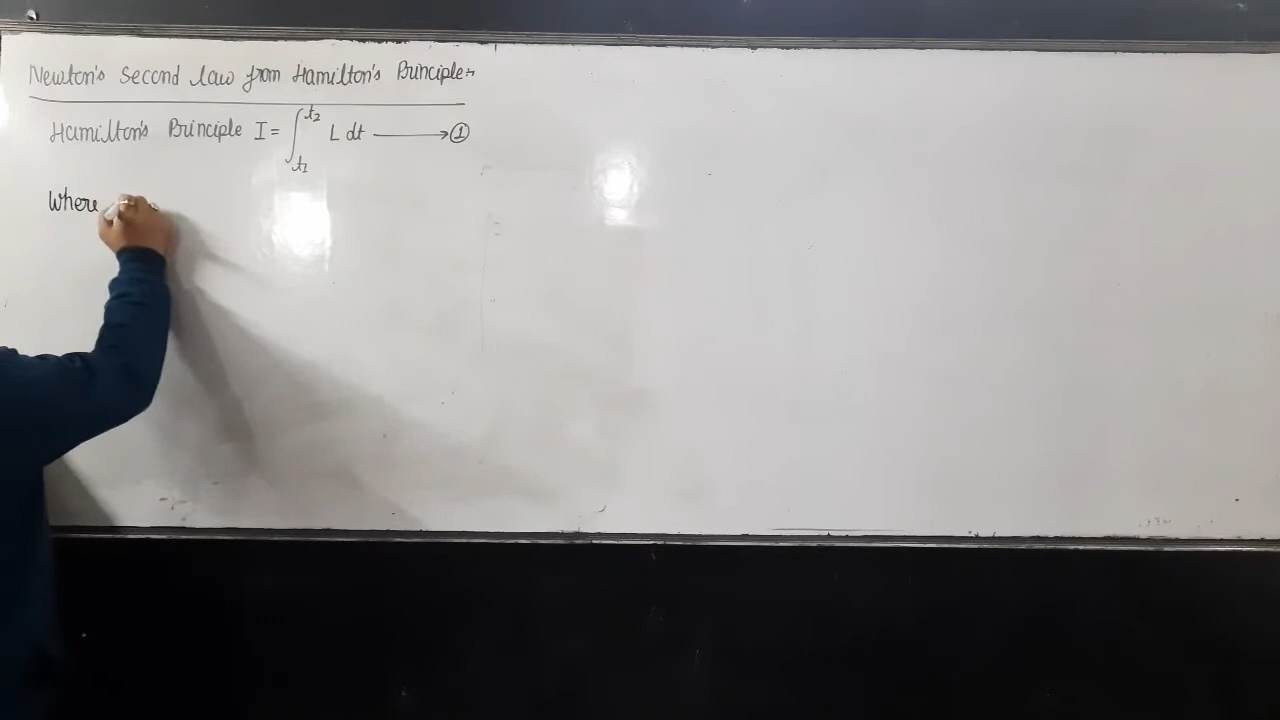 Newton's Second law from Hamilton's Principle:-
Hamilton's Principle I = ∫_{t1}^{t2} L dt ———→ ①
Where